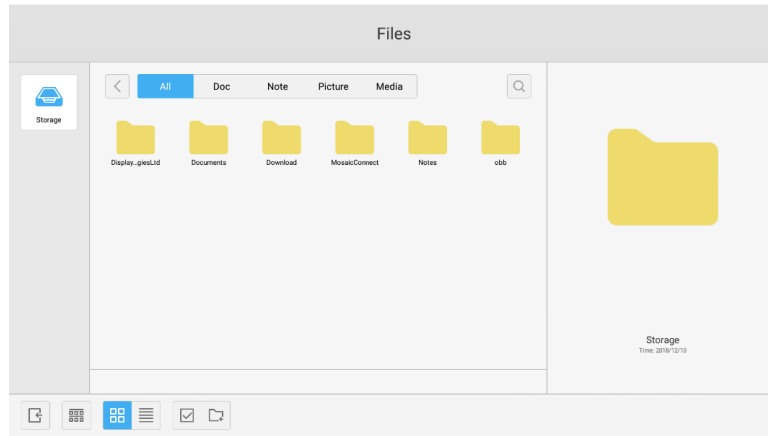 Files
Storage
All Doc Note Picture Media
Display...giesLtd Documents Download MosaicConnect Notes obb
Storage
Time: 2018/12/10